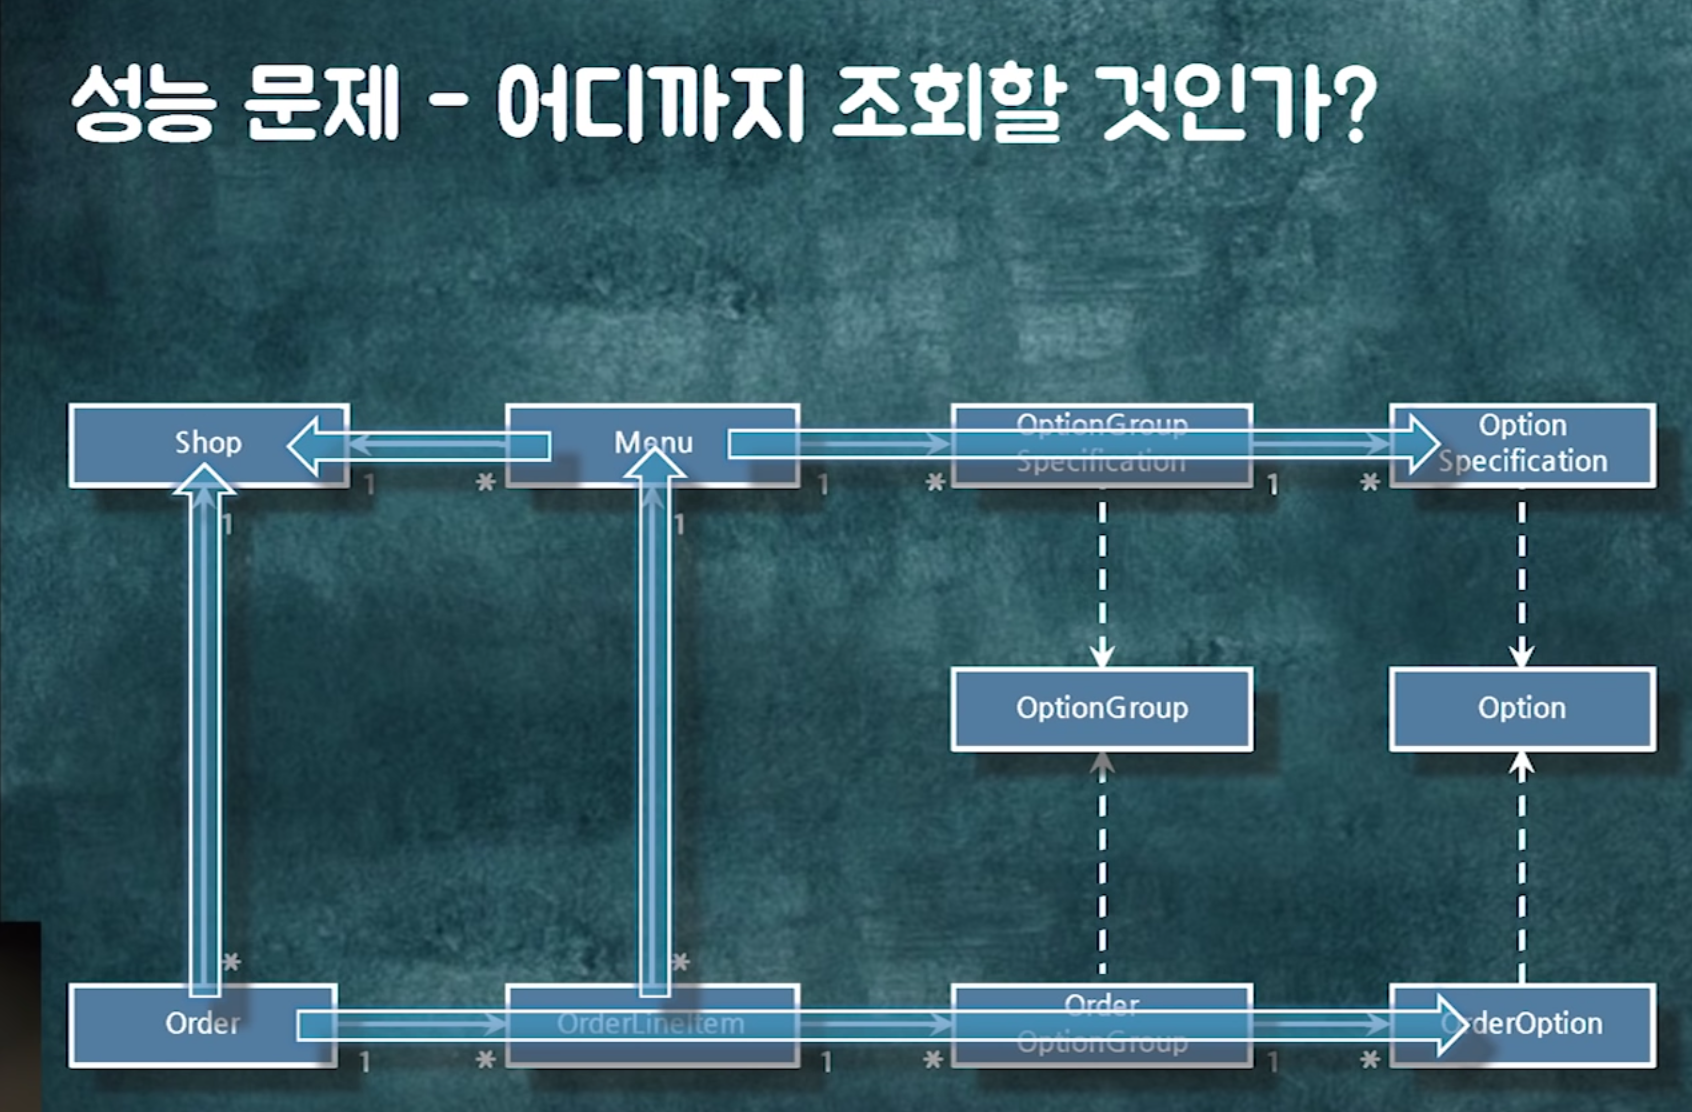 성능 문제 - 어디까지 조회할 것인가?
Shop
Menu
OptionGroup
Specification
Option
Specification
1
*
1
*
1
*
1
1
OptionGroup
Option
*
*
Order
OrderLineItem
Order
OptionGroup
OrderOption
1
*
1
*
1
*